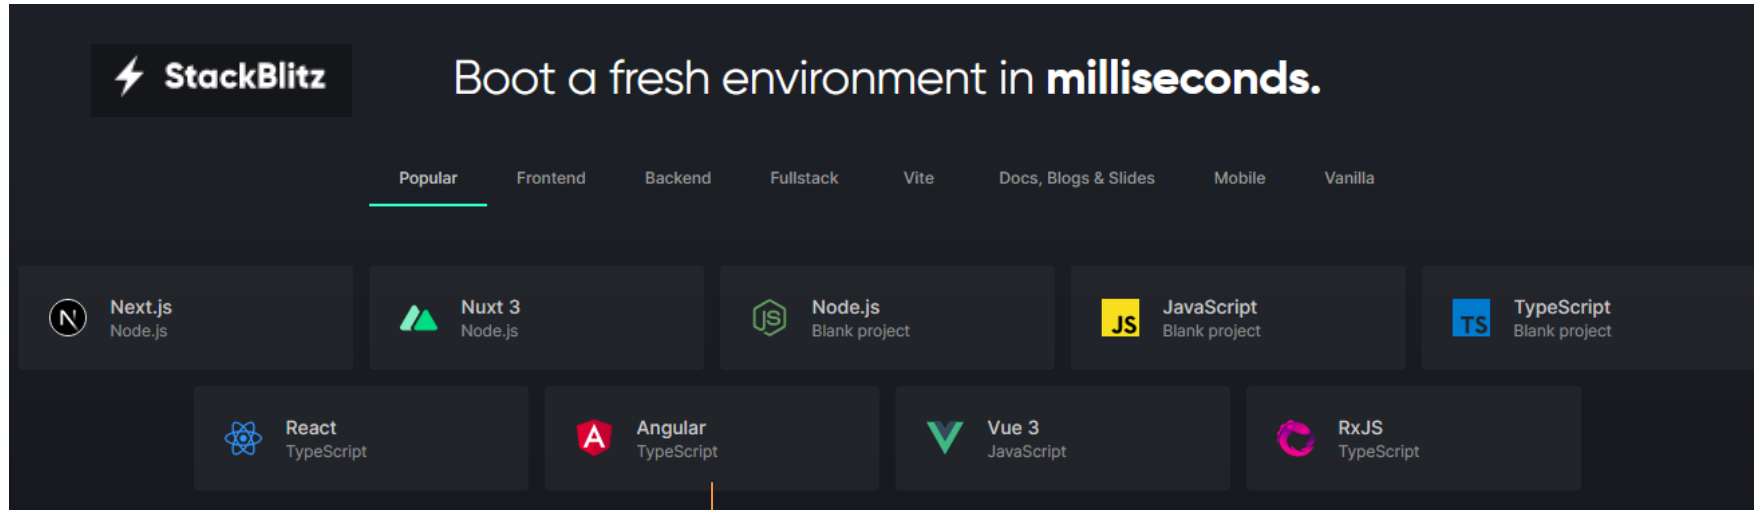 StackBlitz
Boot a fresh environment in milliseconds.
Popular Frontend Backend Fullstack Vite Docs, Blogs & Slides Mobile Vanilla
N Next.js
Node.js
Nuxt 3
Node.js
JS Node.js
Blank project
JS JavaScript
Blank project
TS TypeScript
Blank project
React
TypeScript
A Angular
TypeScript
Vue 3
JavaScript
RxJS
TypeScript